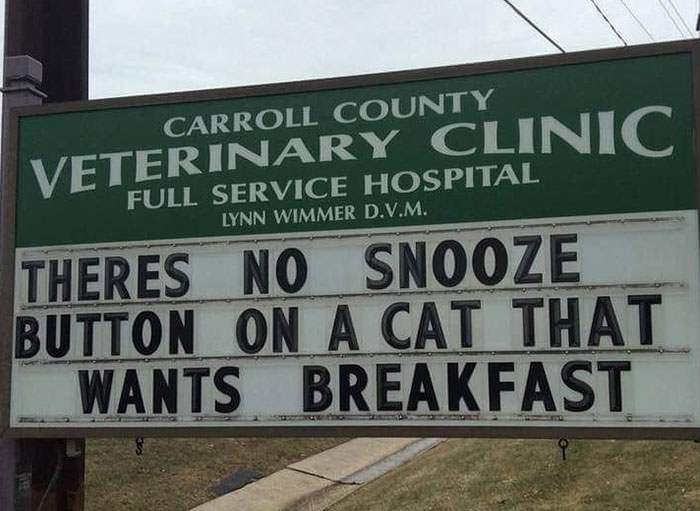 CARROLL COUNTY
VETERINARY CLINIC
FULL SERVICE HOSPITAL
LYNN WIMMER D.V.M.
THERES NO SNOOZE
BUTTON ON A CAT THAT
WANTS BREAKFAST